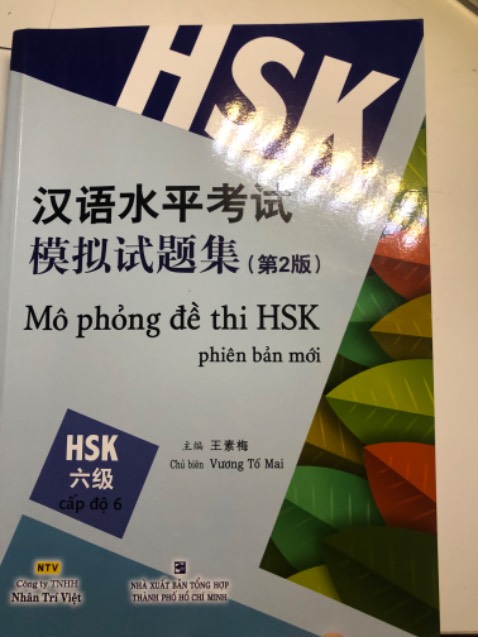 HSK
汉语水平考试
模拟试题集(第2版)
Mô phỏng đề thi HSK
phiên bản mới
HSK
六级
cấp độ 6
主编 王素梅
Chủ biên Vương Tố Mai
NTV
Công ty TNHH
Nhân Trí Việt
NHÀ XUẤT BẢN TỔNG HỢP
THÀNH PHỐ HỒ CHÍ MINH